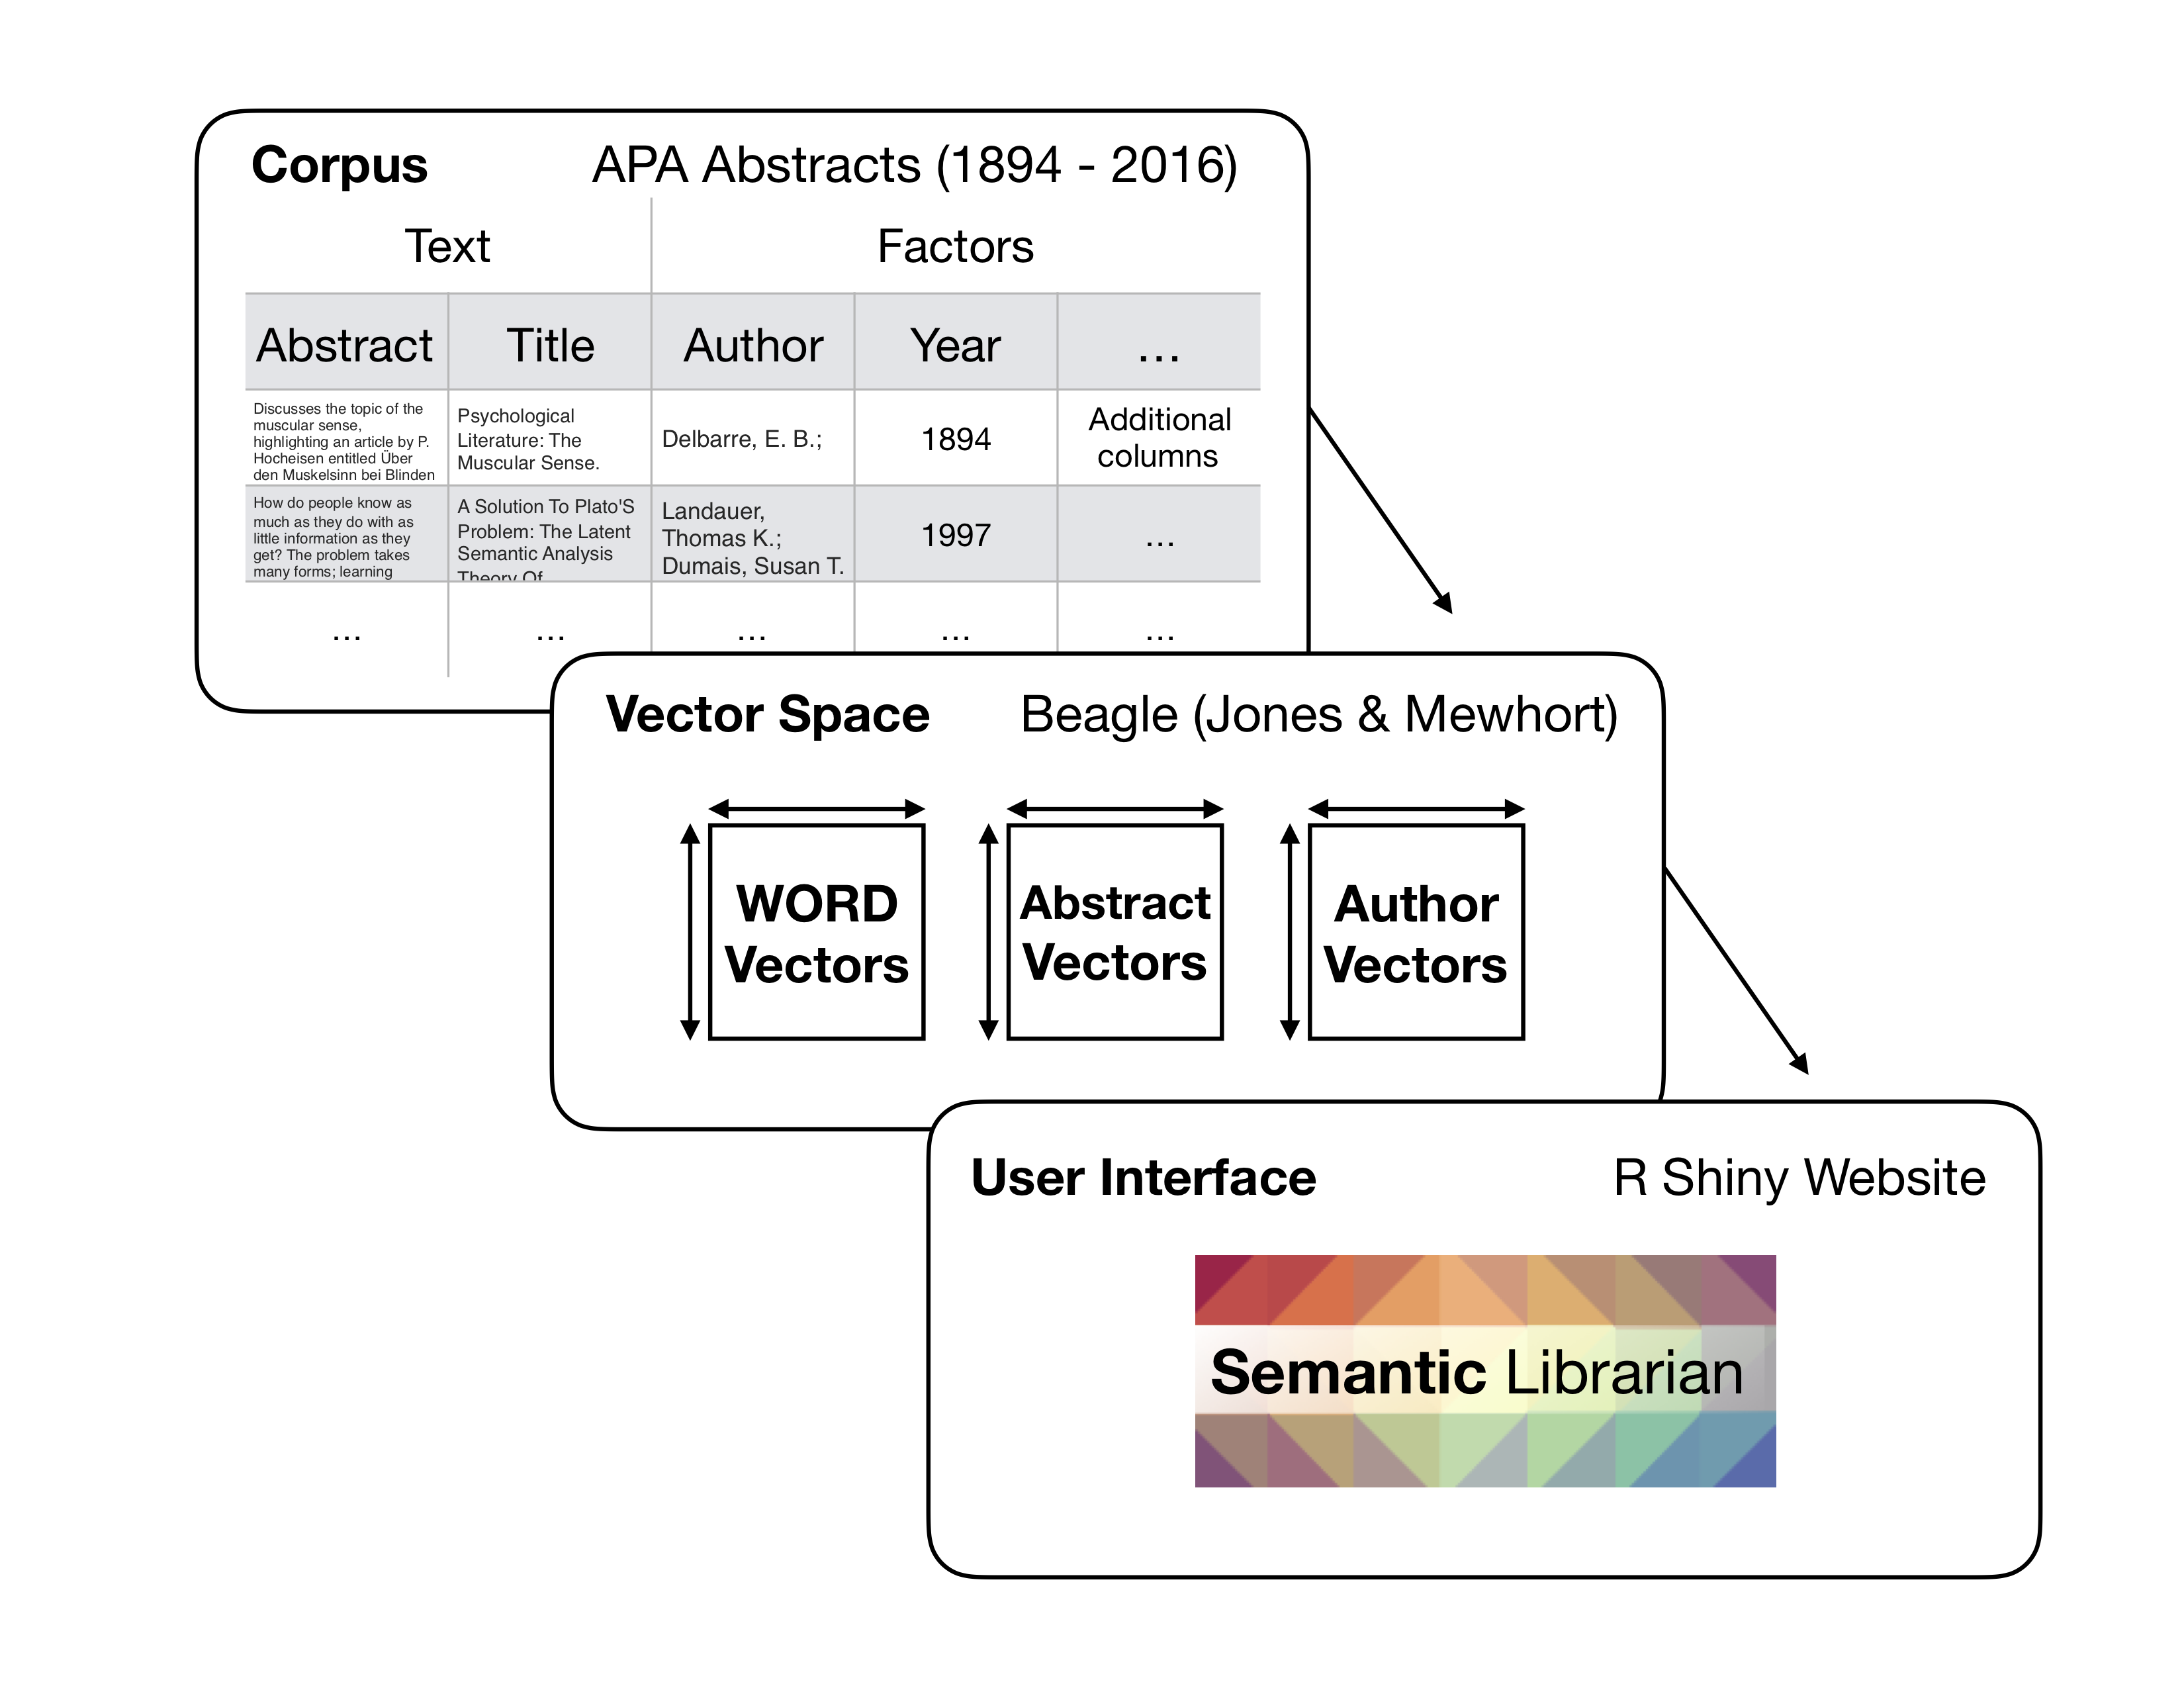 Corpus APA Abstracts (1894 - 2016)
Text Factors
Abstract Title Author Year ...
Discusses the topic of the
muscular sense,
highlighting an article by P.
Hocheisen entitled Über
den Muskelsinn bei Blinden
Psychological
Literature: The
Muscular Sense.
Delbarre, E. B.;
1894
Additional
columns
How do people know as
much as they do with as
little information as they
get? The problem takes
many forms; learning
A Solution To Plato'S
Problem: The Latent
Semantic Analysis
Theory Of
Landauer,
Thomas K.;
Dumais, Susan T.
1997
...
... ... ... ... ...
Vector Space Beagle (Jones & Mewhort)
WORD
Vectors
Abstract
Vectors
Author
Vectors
User Interface R Shiny Website
Semantic Librarian